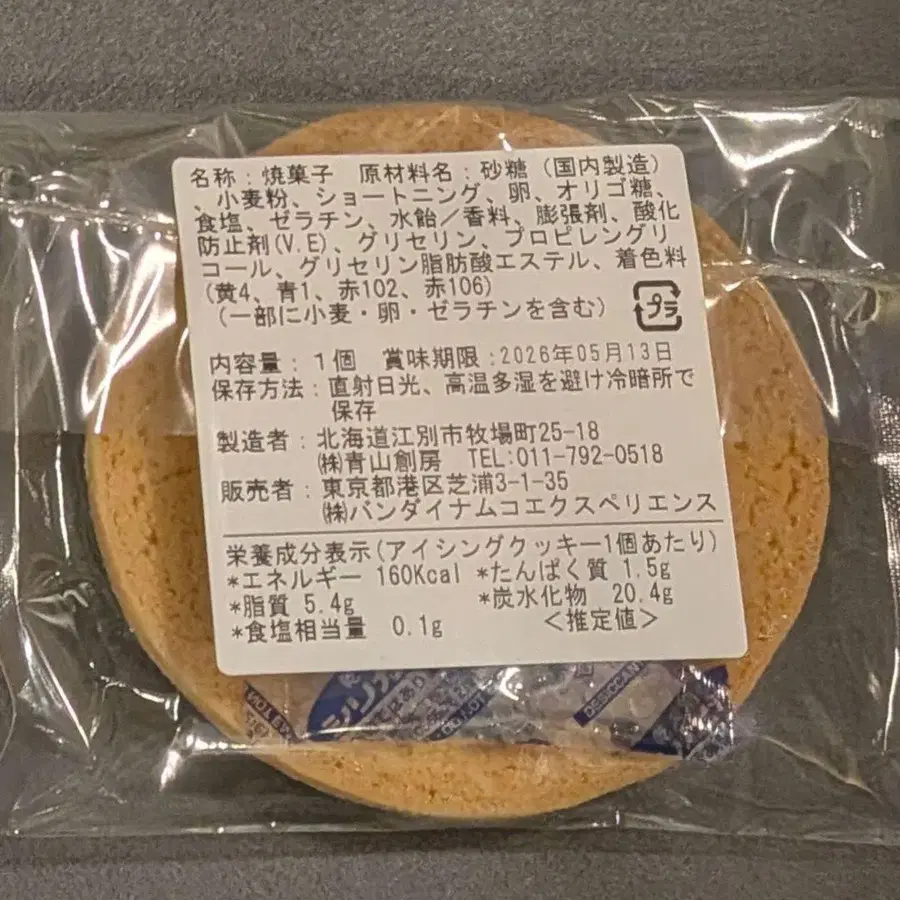 名称：焼菓子　原材料名：砂糖（国内製造）
、小麦粉、ショートニング、卵、オリゴ糖、
食塩、ゼラチン、水飴／香料、膨張剤、酸化
防止剤(V.E)、グリセリン、プロピレングリ
コール、グリセリン脂肪酸エステル、着色料
(黄4、青1、赤102、赤106)
（一部に小麦・卵・ゼラチンを含む）
プラ
内容量：1個　賞味期限：2026年05月13日
保存方法：直射日光、高温多湿を避け冷暗所で
保存
製造者：北海道江別市牧場町25-18
㈱青山創房　TEL:011-792-0518
販売者：東京都港区芝浦3-1-35
㈱バンダイナムコエクスペリエンス
栄養成分表示(アイシングクッキー1個あたり)
*エネルギー 160Kcal *たんぱく質 1.5g
*脂質 5.4g　*炭水化物　20.4g
*食塩相当量　0.1g　＜推定値＞